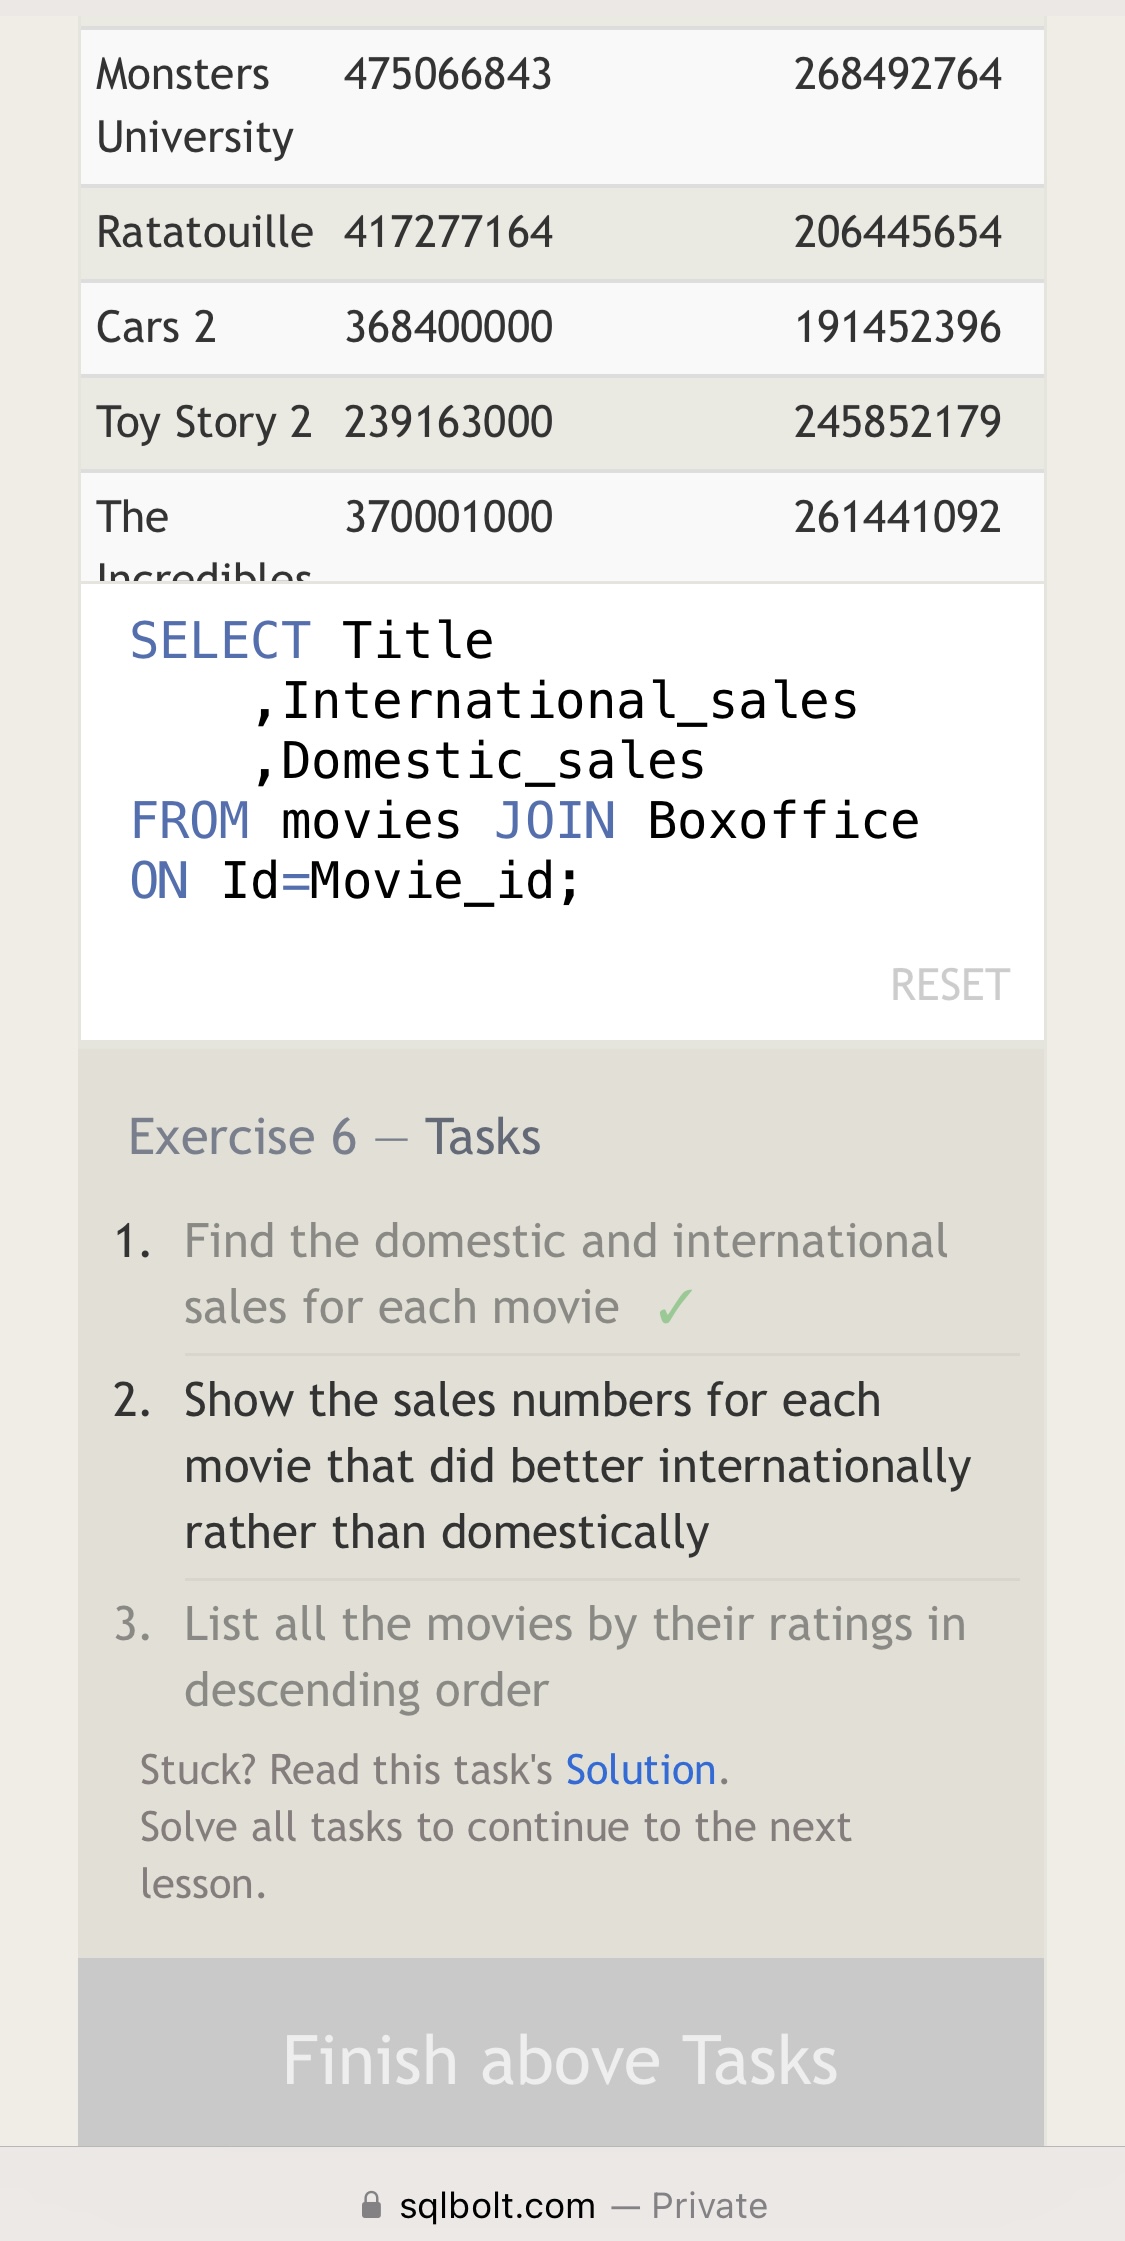 Monsters 475066843 268492764
University
Ratatouille 417277164 206445654
Cars 2 368400000 191452396
Toy Story 2 239163000 245852179
The 370001000 261441092
Incredibles
SELECT Title
,International_sales
,Domestic_sales
FROM movies JOIN Boxoffice
ON Id=Movie_id;
RESET
Exercise 6 — Tasks
1. Find the domestic and international
sales for each movie ✓
2. Show the sales numbers for each
movie that did better internationally
rather than domestically
3. List all the movies by their ratings in
descending order
Stuck? Read this task's Solution.
Solve all tasks to continue to the next
lesson.
Finish above Tasks
sqlbolt.com — Private